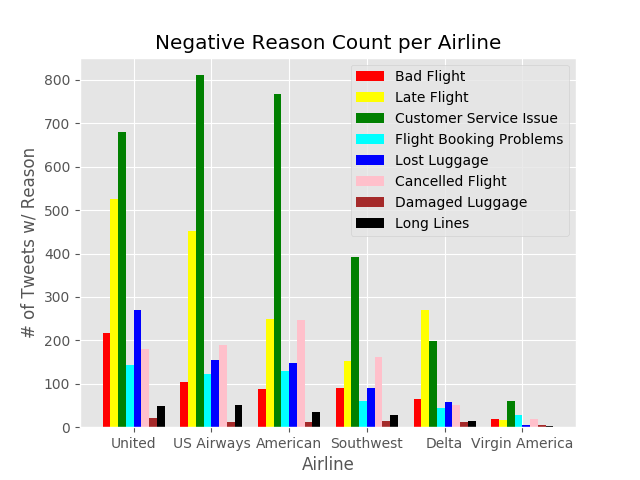 Negative Reason Count per Airline
Bad Flight
Late Flight
Customer Service Issue
Flight Booking Problems
Lost Luggage
Cancelled Flight
Damaged Luggage
Long Lines
800
700
600
500
400
300
200
100
0
# of Tweets w/ Reason
United US Airways American Southwest Delta Virgin America
Airline